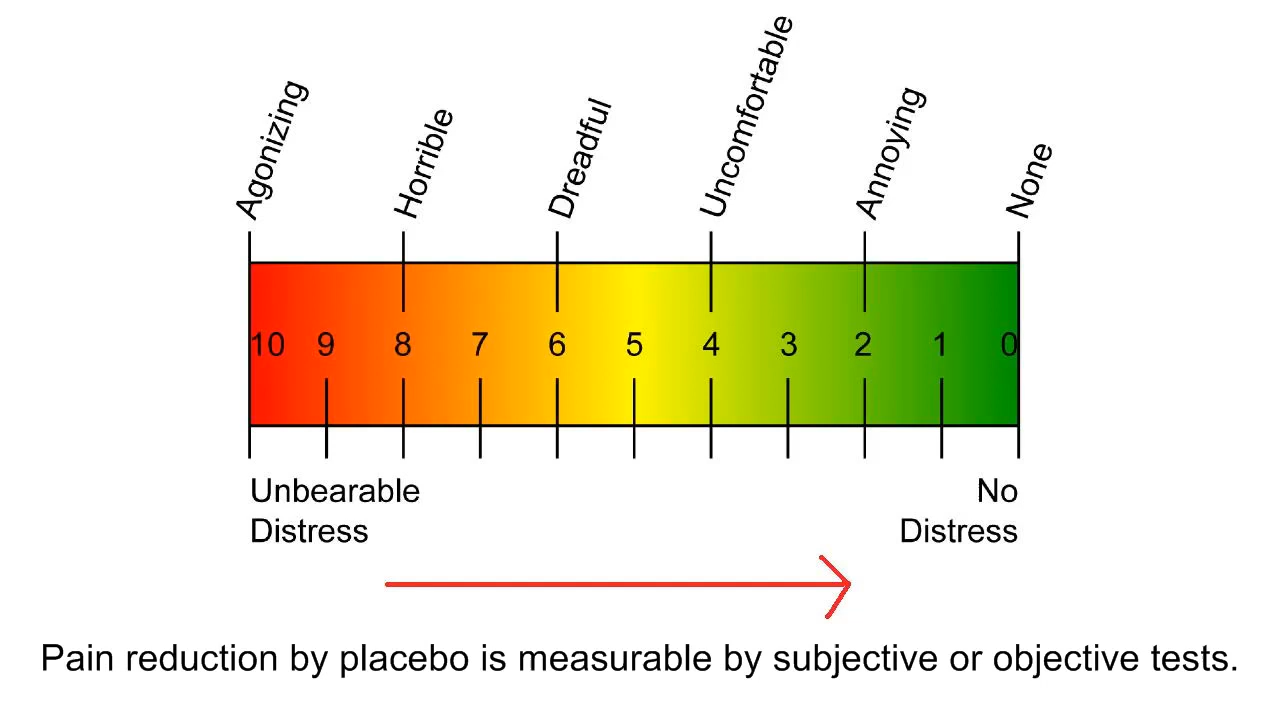 Agonizing
Horrible
Dreadful
Uncomfortable
Annoying
None
10 9 8 7 6 5 4 3 2 1 0
Unbearable
Distress
No
Distress
Pain reduction by placebo is measurable by subjective or objective tests.